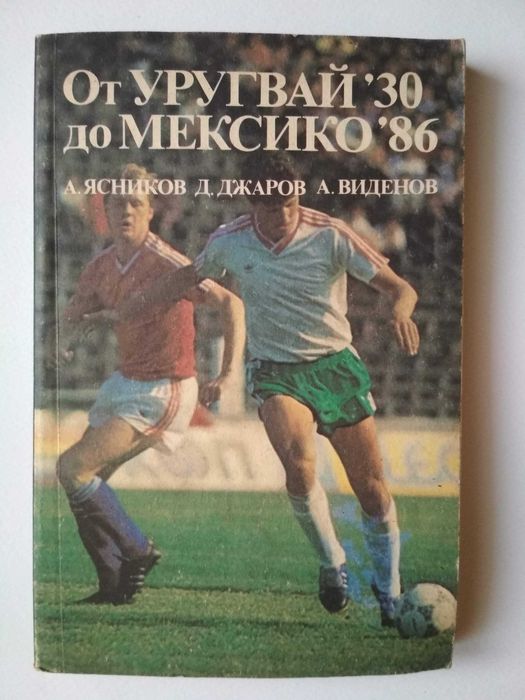 От УРУГВАЙ '30
до МЕКСИКО '86
А. ЯСНИКОВ Д. ДЖАРОВ А. ВИДЕНОВ